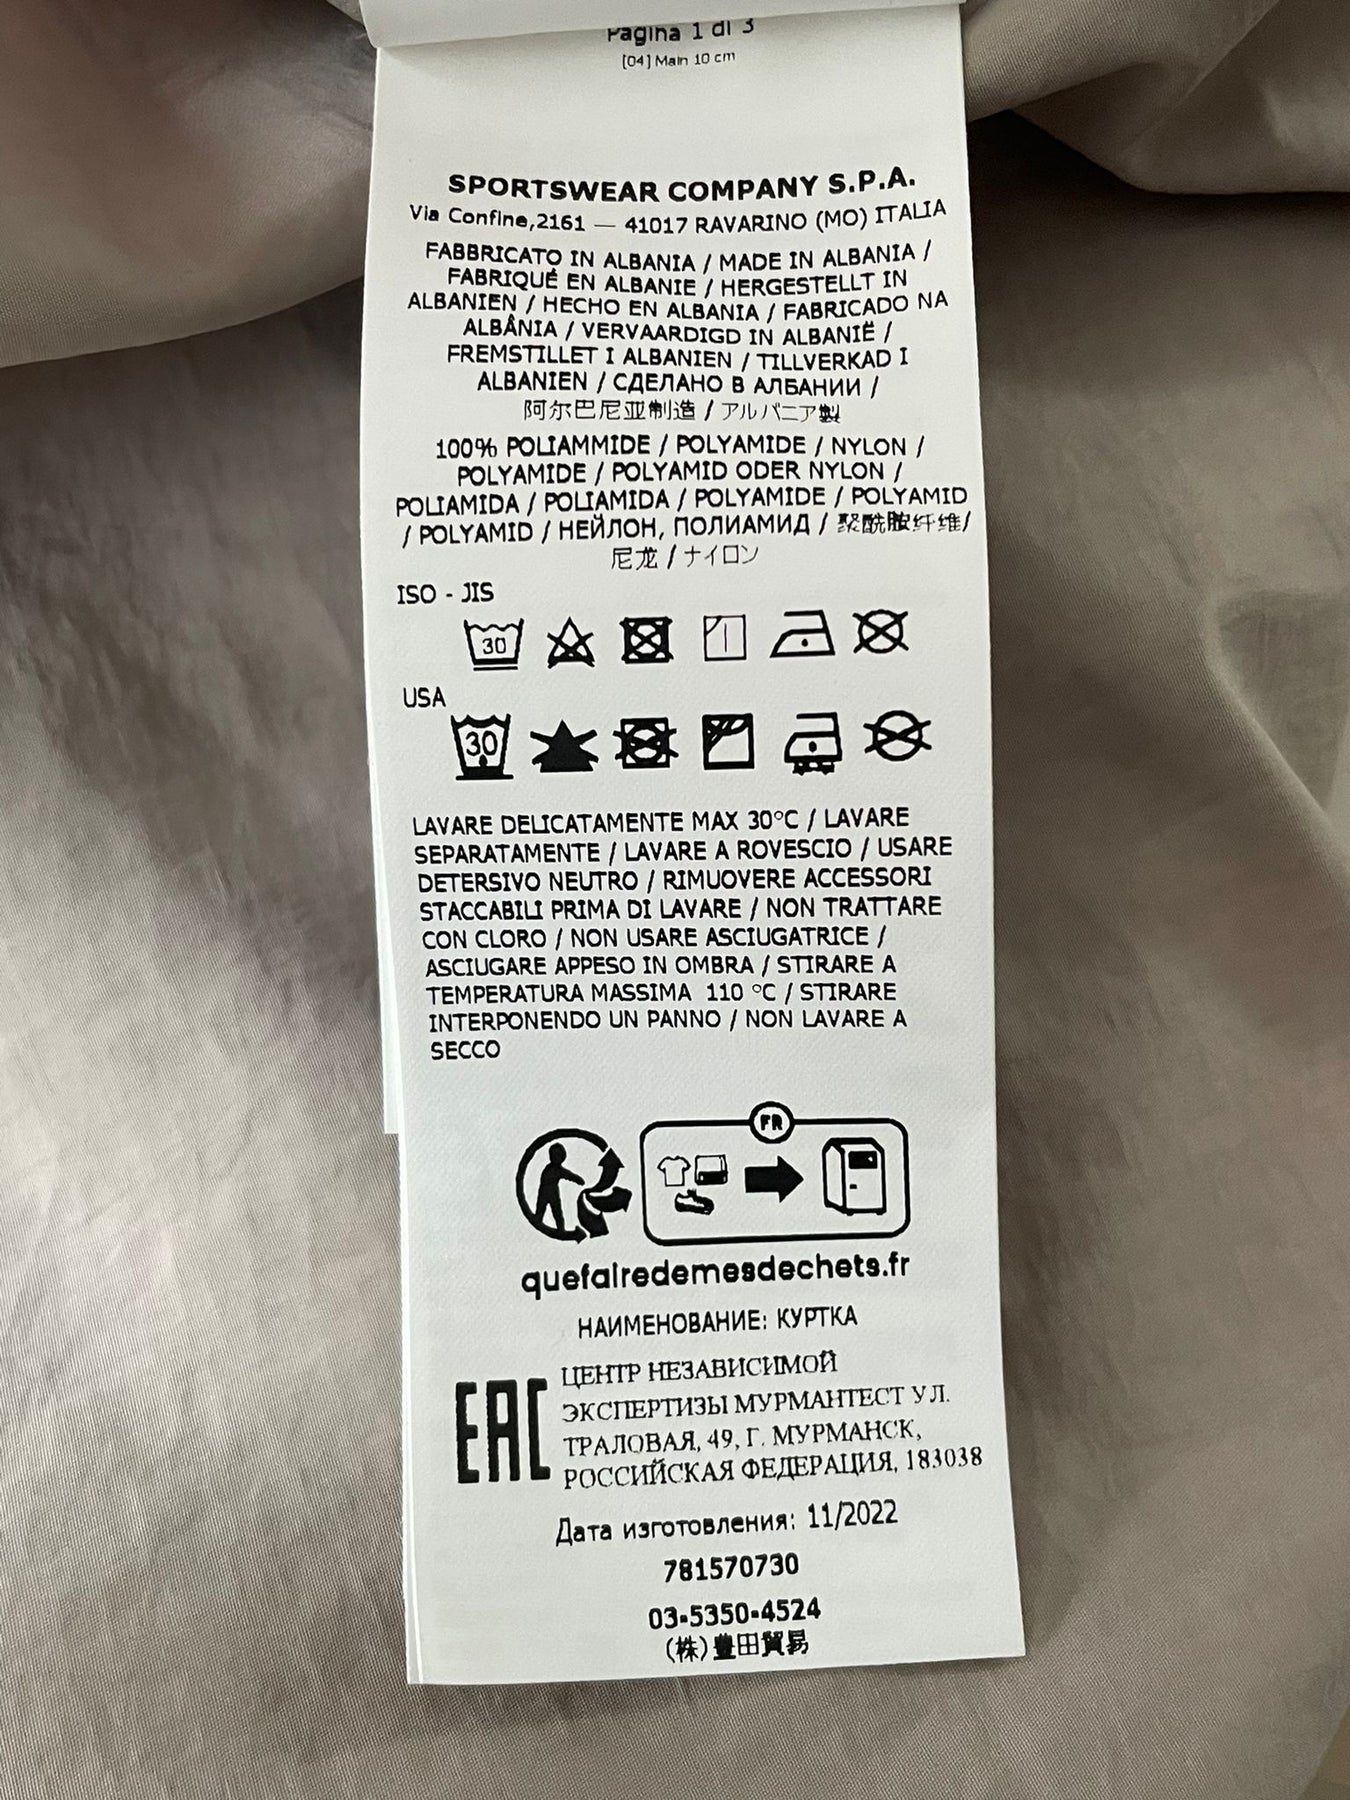 Pagina 1 di 3
[04] Main 10 cm
SPORTSWEAR COMPANY S.P.A.
Via Confine,2161 — 41017 RAVARINO (MO) ITALIA
FABBRICATO IN ALBANIA / MADE IN ALBANIA /
FABRIQUÉ EN ALBANIE / HERGESTELLT IN
ALBANIEN / HECHO EN ALBANIA / FABRICADO NA
ALBÂNIA / VERVAARDIGD IN ALBANIË /
FREMSTILLET I ALBANIEN / TILLVERKAD I
ALBANIEN / СДЕЛАНО В АЛБАНИИ /
阿尔巴尼亚制造 / アルバニア製
100% POLIAMMIDE / POLYAMIDE / NYLON /
POLYAMIDE / POLYAMID ODER NYLON /
POLIAMIDA / POLIAMIDA / POLYAMIDE / POLYAMID
/ POLYAMID / НЕЙЛОН, ПОЛИАМИД / 聚酰胺纤维/
尼龙 / ナイロン
ISO - JIS
30
USA
30
LAVARE DELICATAMENTE MAX 30°C / LAVARE
SEPARATAMENTE / LAVARE A ROVESCIO / USARE
DETERSIVO NEUTRO / RIMUOVERE ACCESSORI
STACCABILI PRIMA DI LAVARE / NON TRATTARE
CON CLORO / NON USARE ASCIUGATRICE /
ASCIUGARE APPESO IN OMBRA / STIRARE A
TEMPERATURA MASSIMA 110 °C / STIRARE
INTERPONENDO UN PANNO / NON LAVARE A
SECCO
FR
quefairedemesdechets.fr
НАИМЕНОВАНИЕ: КУРТКА
EAC
ЦЕНТР НЕЗАВИСИМОЙ
ЭКСПЕРТИЗЫ МУРМАНТЕСТ УЛ.
ТРАЛОВАЯ, 49, Г. МУРМАНСК,
РОССИЙСКАЯ ФЕДЕРАЦИЯ, 183038
Дата изготовления: 11/2022
781570730
03-5350-4524
(株)豊田貿易